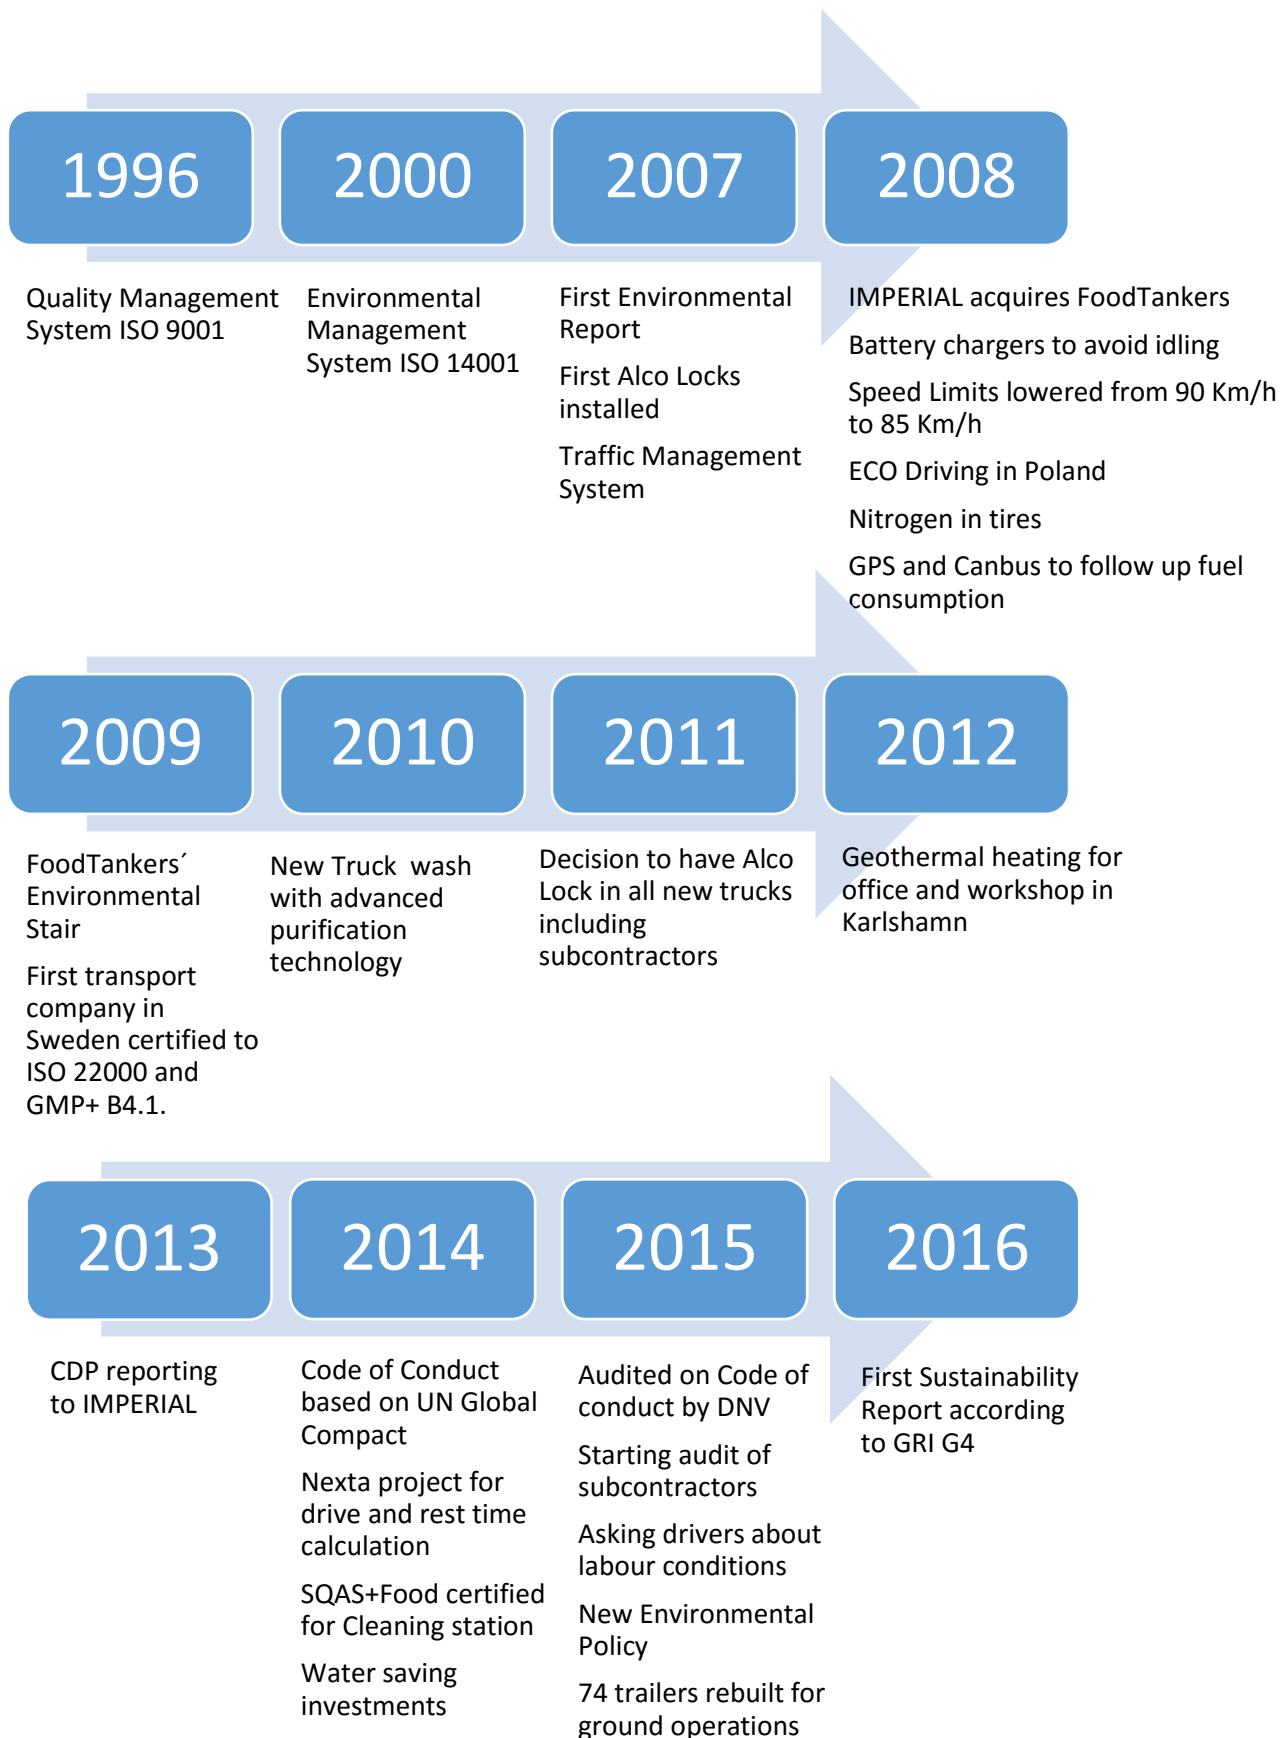 1996
2000
2007
2008
Quality Management
System ISO 9001
Environmental
Management
System ISO 14001
First Environmental
Report
First Alco Locks
installed
Traffic Management
System
IMPERIAL acquires FoodTankers
Battery chargers to avoid idling
Speed Limits lowered from 90 Km/h
to 85 Km/h
ECO Driving in Poland
Nitrogen in tires
GPS and Canbus to follow up fuel
consumption
2009
2010
2011
2012
FoodTankers´
Environmental
Stair
First transport
company in
Sweden certified to
ISO 22000 and
GMP+ B4.1.
New Truck  wash
with advanced
purification
technology
Decision to have Alco
Lock in all new trucks
including
subcontractors
Geothermal heating for
office and workshop in
Karlshamn
2013
2014
2015
2016
CDP reporting
to IMPERIAL
Code of Conduct
based on UN Global
Compact
Nexta project for
drive and rest time
calculation
SQAS+Food certified
for Cleaning station
Water saving
investments
Audited on Code of
conduct by DNV
Starting audit of
subcontractors
Asking drivers about
labour conditions
New Environmental
Policy
74 trailers rebuilt for
ground operations
First Sustainability
Report according
to GRI G4